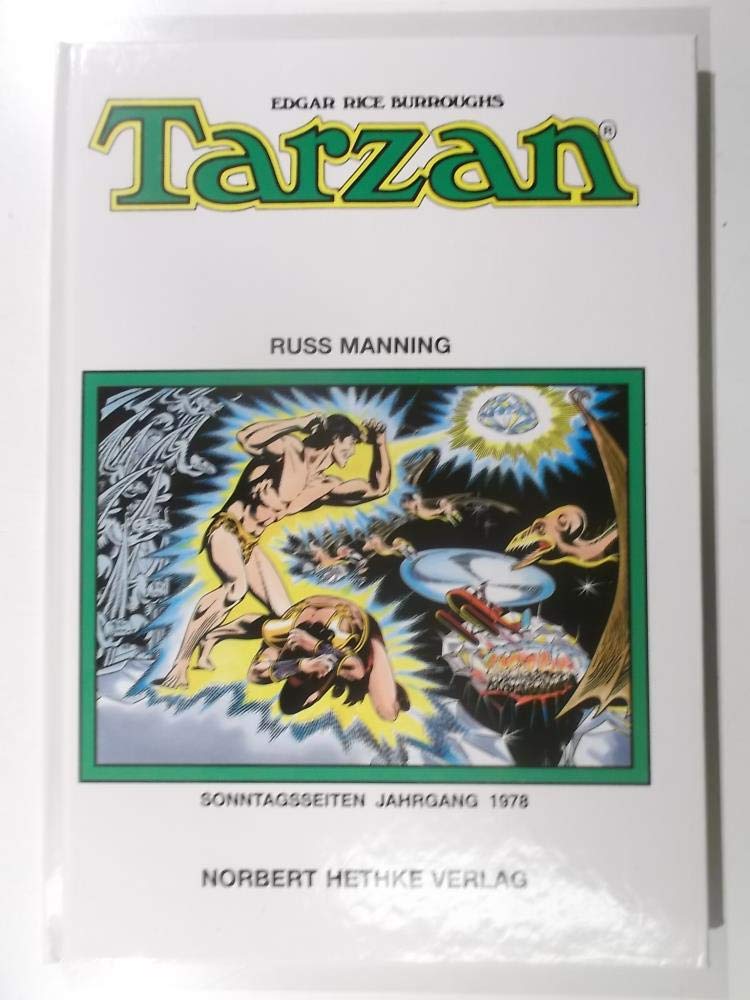 EDGAR RICE BURROUGHS
Tarzan®
RUSS MANNING
SONNTAGSSEITEN JAHRGANG 1978
NORBERT HETHKE VERLAG